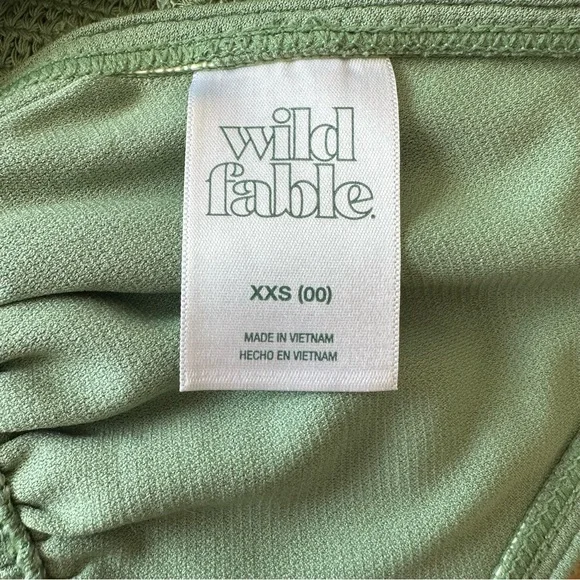 wild
fable.
XXS (00)
MADE IN VIETNAM
HECHO EN VIETNAM